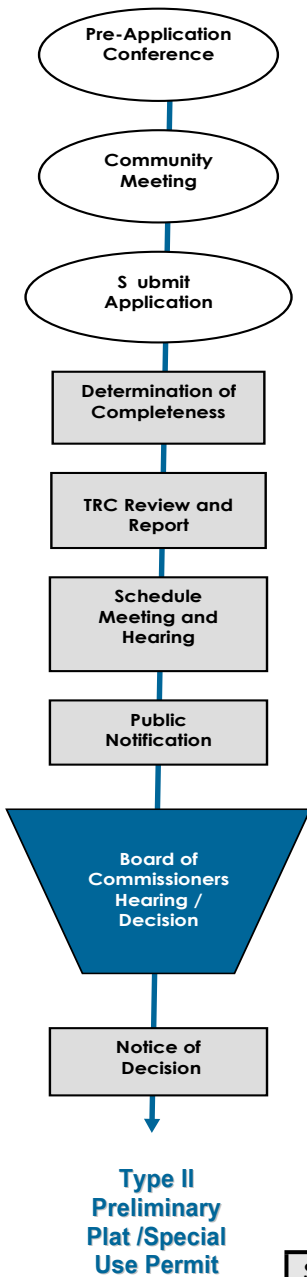 Pre-Application
Conference
Community
Meeting
S ubmit
Application
Determination of
Completeness
TRC Review and
Report
Schedule
Meeting and
Hearing
Public
Notification
Board of
Commissioners
Hearing /
Decision
Notice of
Decision
Type II
Preliminary
Plat /Special
Use Permit